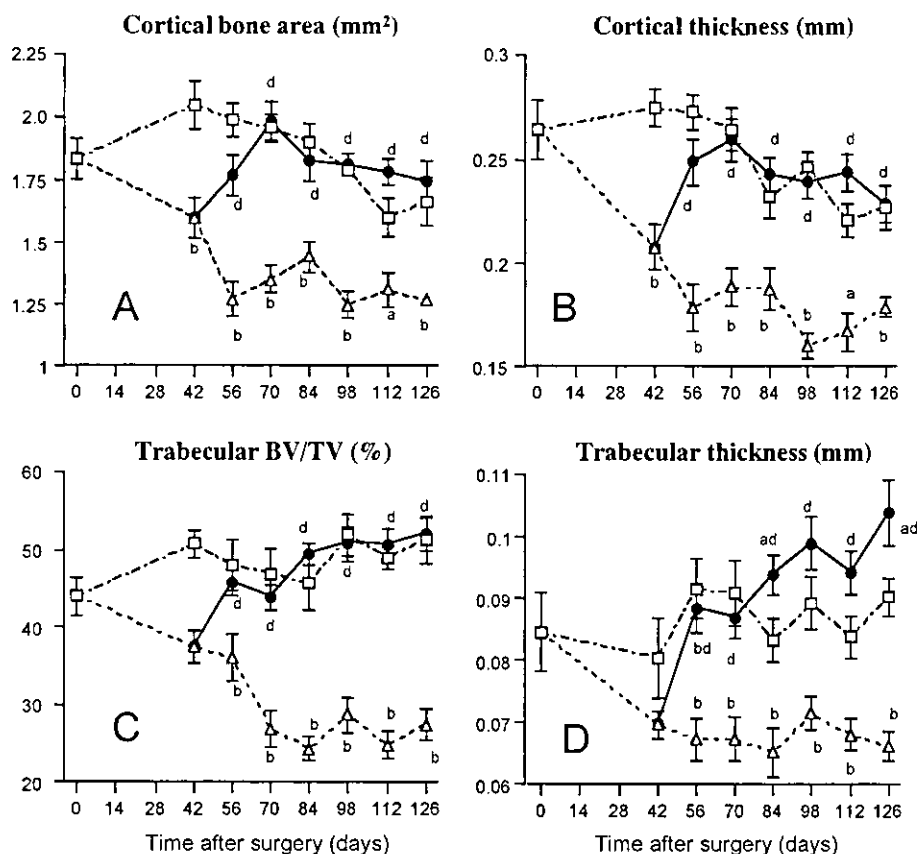 Cortical bone area (mm²)
2.25
2.0
1.75
1.5
1.25
1
d
d
d
d
d
d
b
b
b
b
b
a
b
A
0 14 28 42 56 70 84 98 112 126
Cortical thickness (mm)
0.3
0.25
0.2
0.15
d
d
d
d
d
d
b
b
b
b
b
a
b
B
0 14 28 42 56 70 84 98 112 126
Trabecular BV/TV (%)
60
50
40
30
20
d
d
d
d
d
d
b
b
b
b
b
b
C
0 14 28 42 56 70 84 98 112 126
Time after surgery (days)
Trabecular thickness (mm)
0.11
0.1
0.09
0.08
0.07
0.06
bd
d
ad
d
d
ad
b
b
b
b
b
b
D
0 14 28 42 56 70 84 98 112 126
Time after surgery (days)